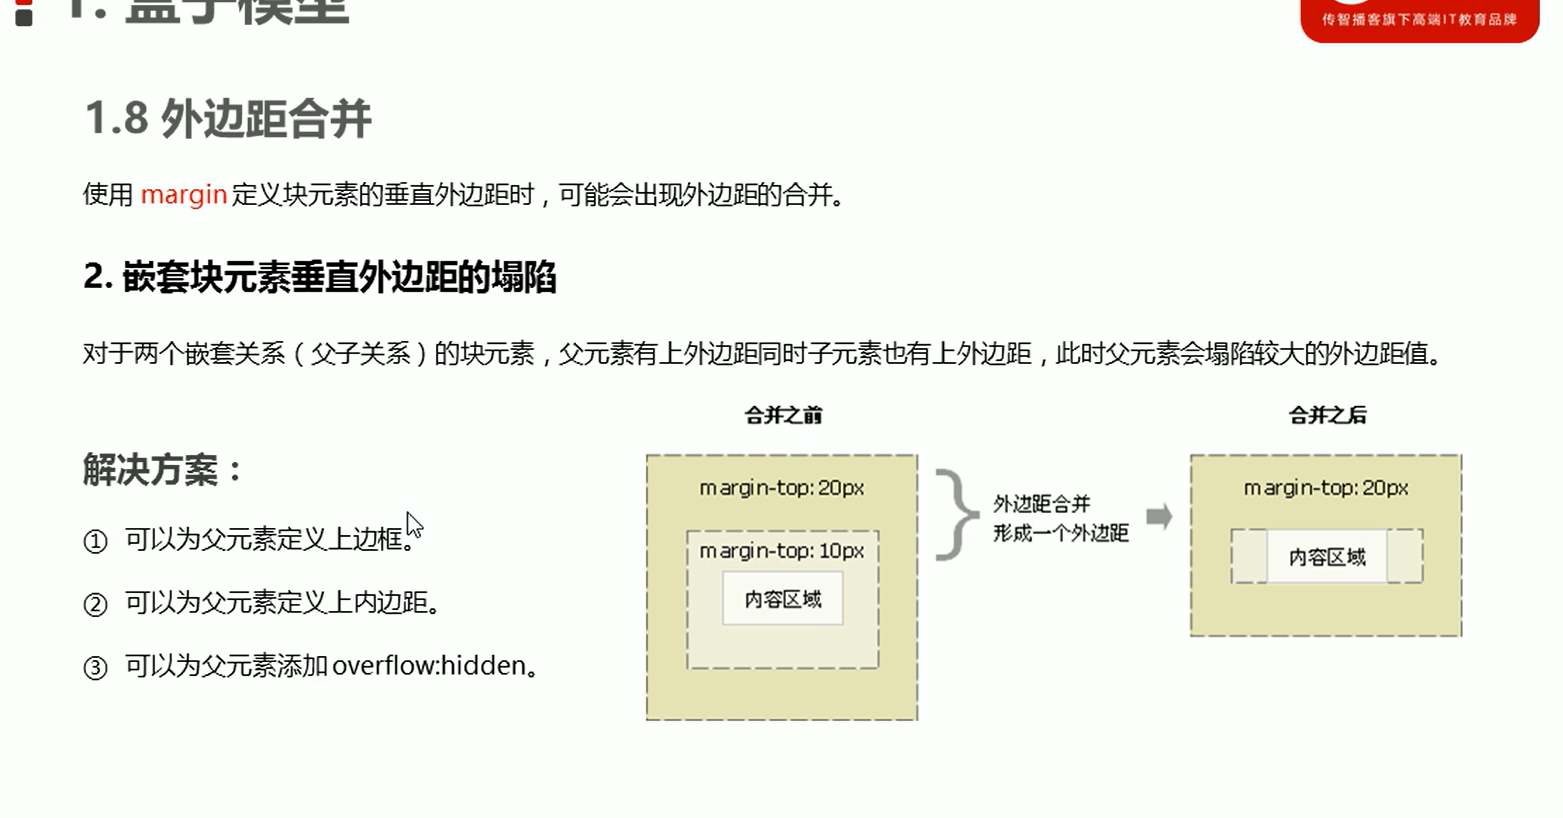 1. 盒子模型
传智播客旗下高端IT教育品牌
1.8 外边距合并
使用 margin 定义块元素的垂直外边距时，可能会出现外边距的合并。
2. 嵌套块元素垂直外边距的塌陷
对于两个嵌套关系（父子关系）的块元素，父元素有上外边距同时子元素也有上外边距，此时父元素会塌陷较大的外边距值。
解决方案：
① 可以为父元素定义上边框。
② 可以为父元素定义上内边距。
③ 可以为父元素添加overflow:hidden。
合并之前
margin-top: 20px
margin-top: 10px
内容区域
外边距合并
形成一个外边距
合并之后
margin-top: 20px
内容区域